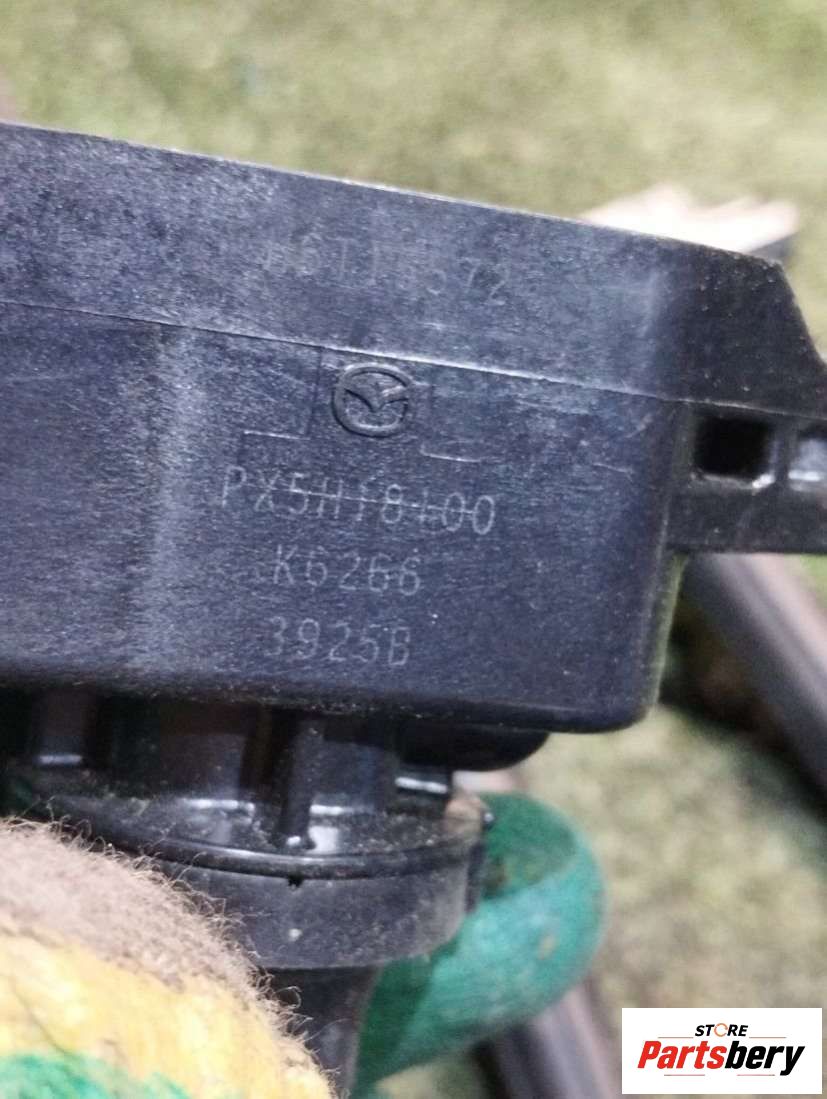 PX5H18100
K6266
3925B
STORE
Partsbery